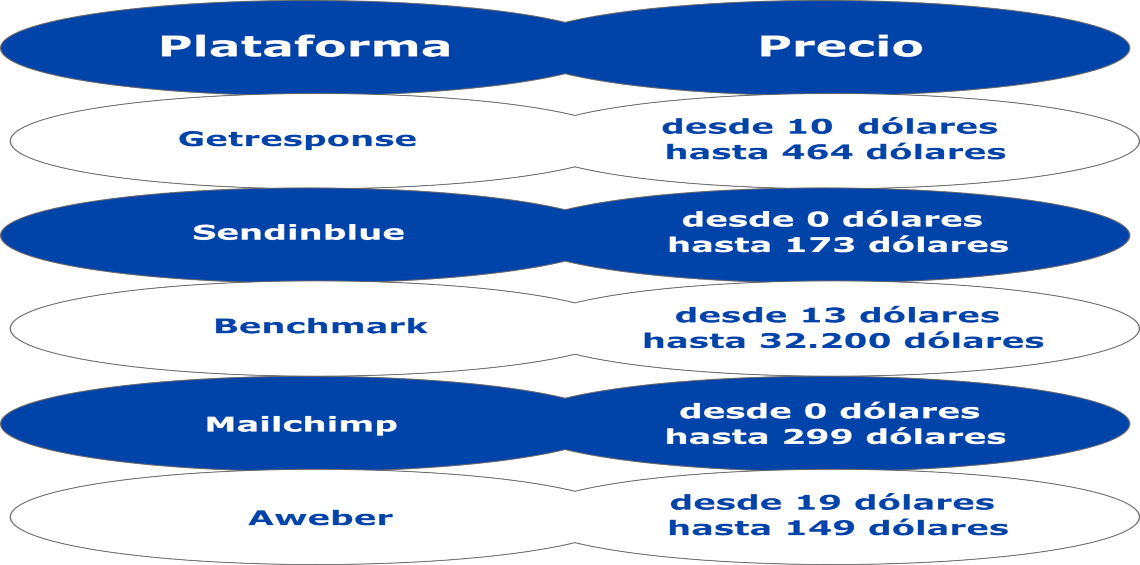 Plataforma
Precio
Getresponse
desde 10  dólares
hasta 464 dólares
Sendinblue
desde 0 dólares
hasta 173 dólares
Benchmark
desde 13 dólares
hasta 32.200 dólares
Mailchimp
desde 0 dólares
hasta 299 dólares
Aweber
desde 19 dólares
hasta 149 dólares